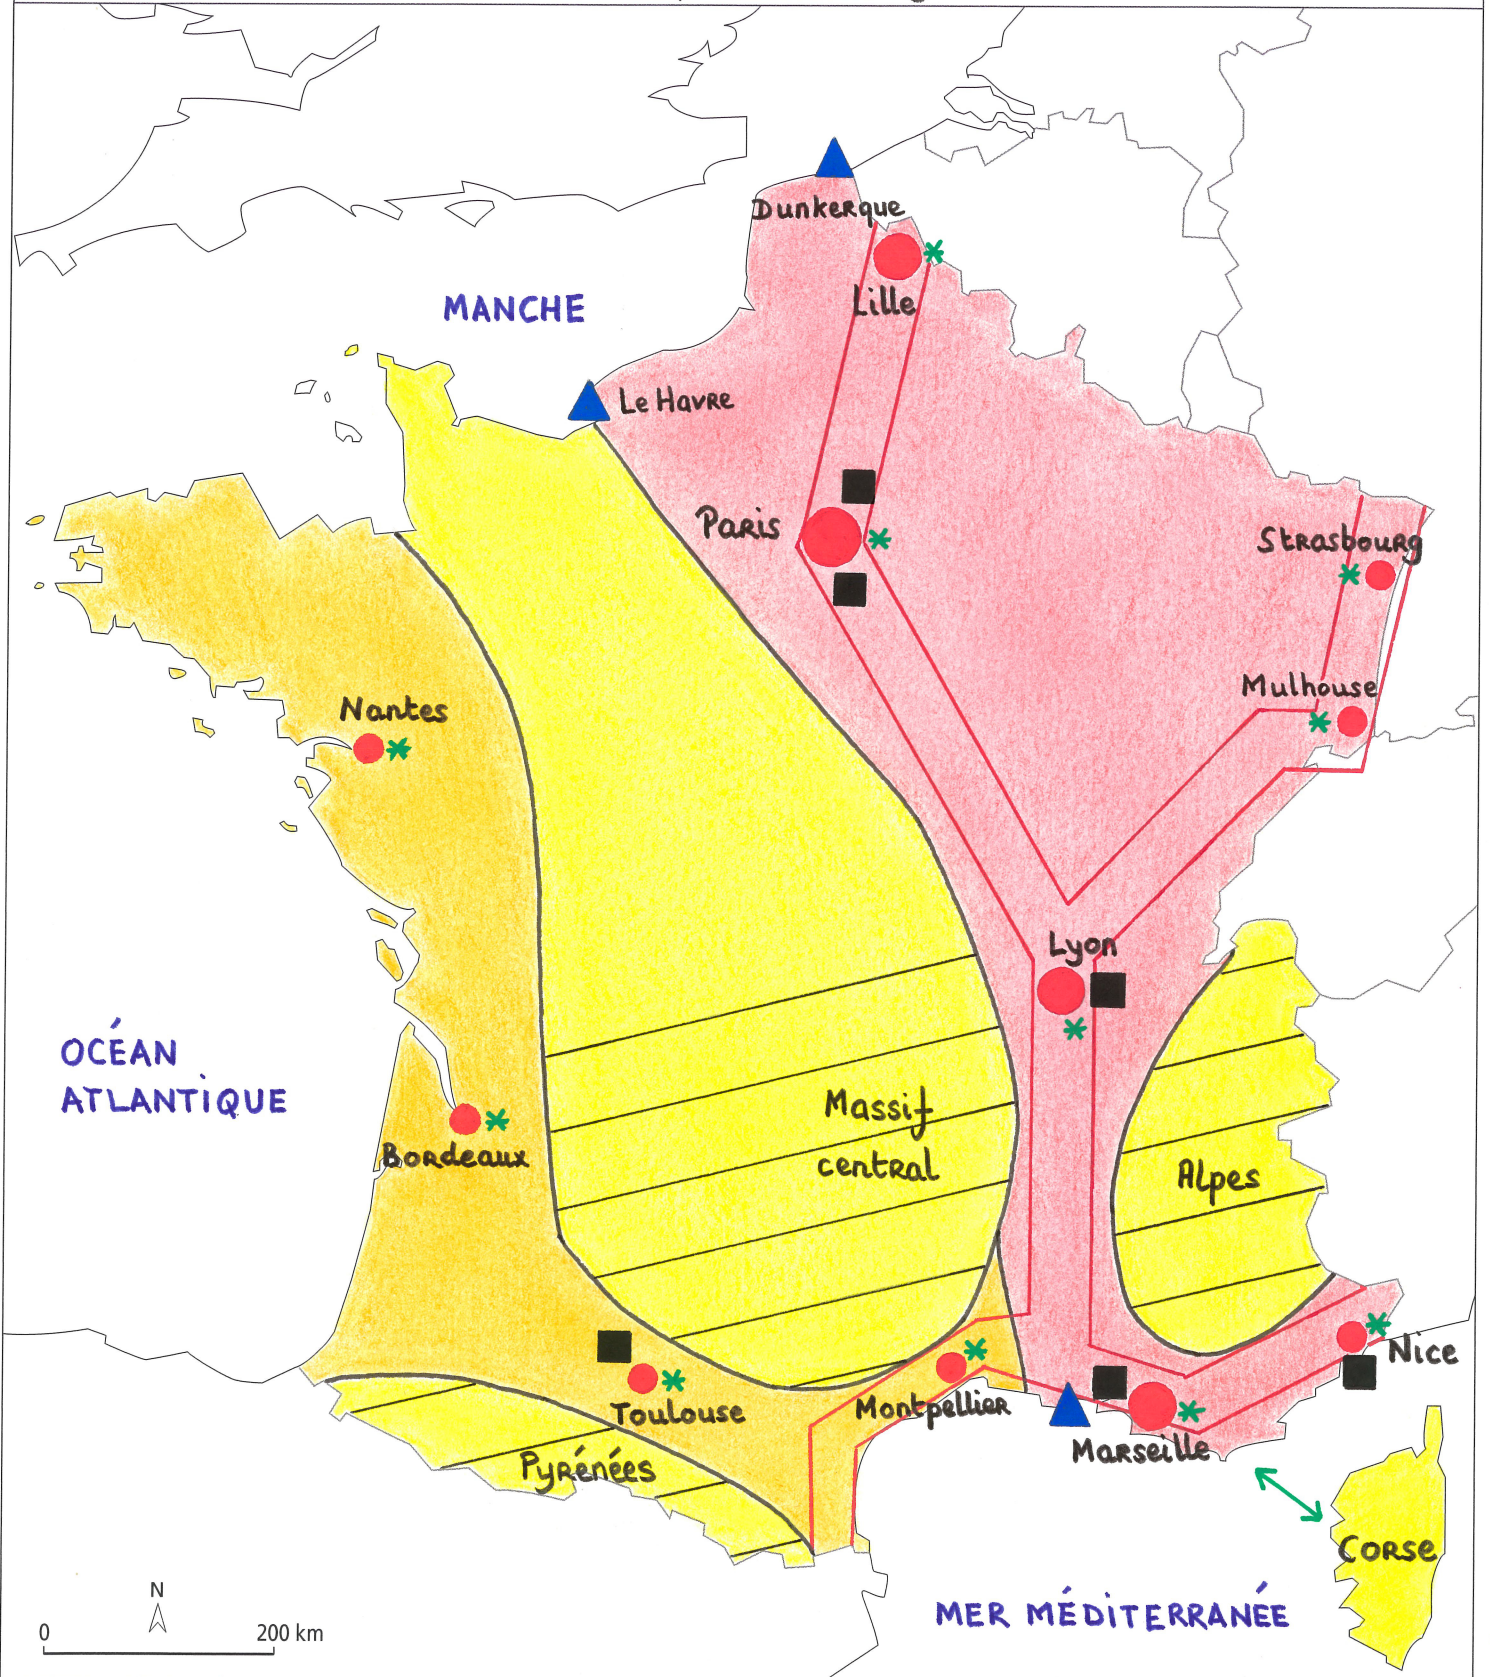 Dunkerque
Lille
MANCHE
Le Havre
Paris
Strasbourg
Mulhouse
Nantes
Lyon
OCÉAN
ATLANTIQUE
Massif
central
Bordeaux
Alpes
Nice
Toulouse
Montpellier
Marseille
Pyrénées
CORSE
MER MÉDITERRANÉE
N
0
200 km